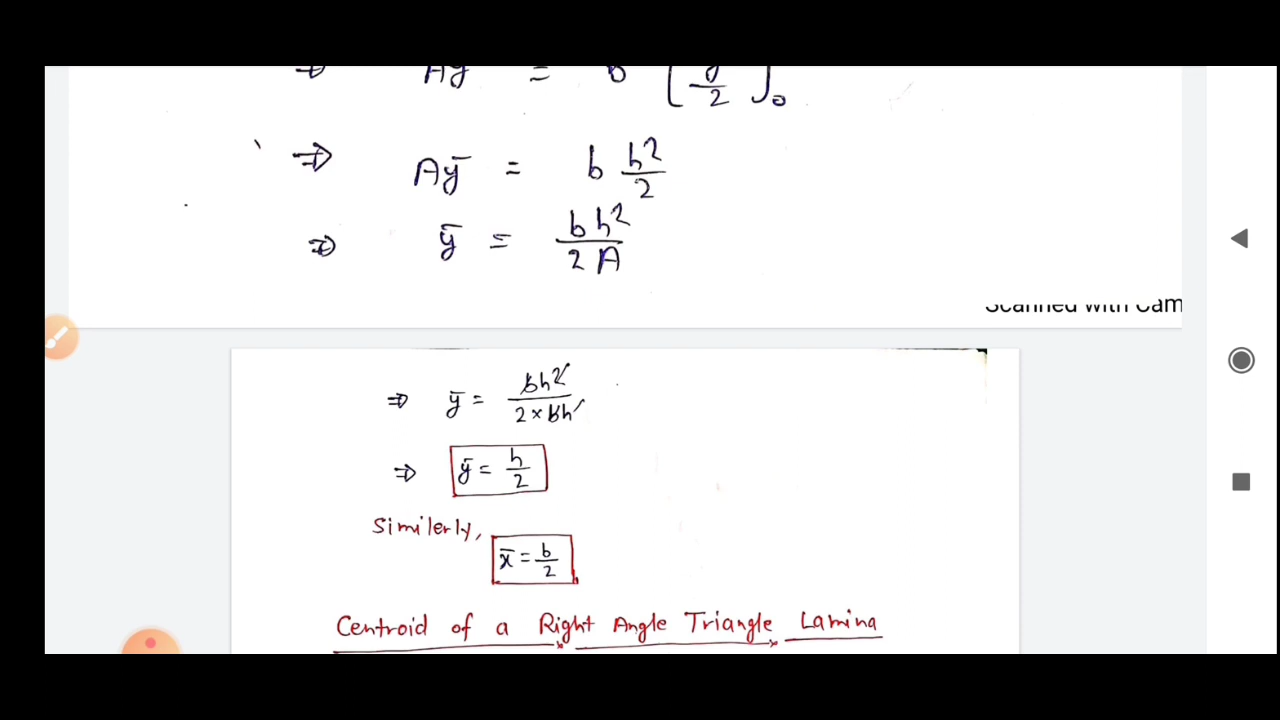 ⇒ Aȳ = b [y/2]₀
⇒ Aȳ = b h²/2
⇒ ȳ = bh²/2A
Scanned with Cam
⇒ ȳ = bh²/2×bh
⇒ ȳ = h/2
Similerly,
x̄ = b/2
Centroid of a Right Angle Triangle Lamina